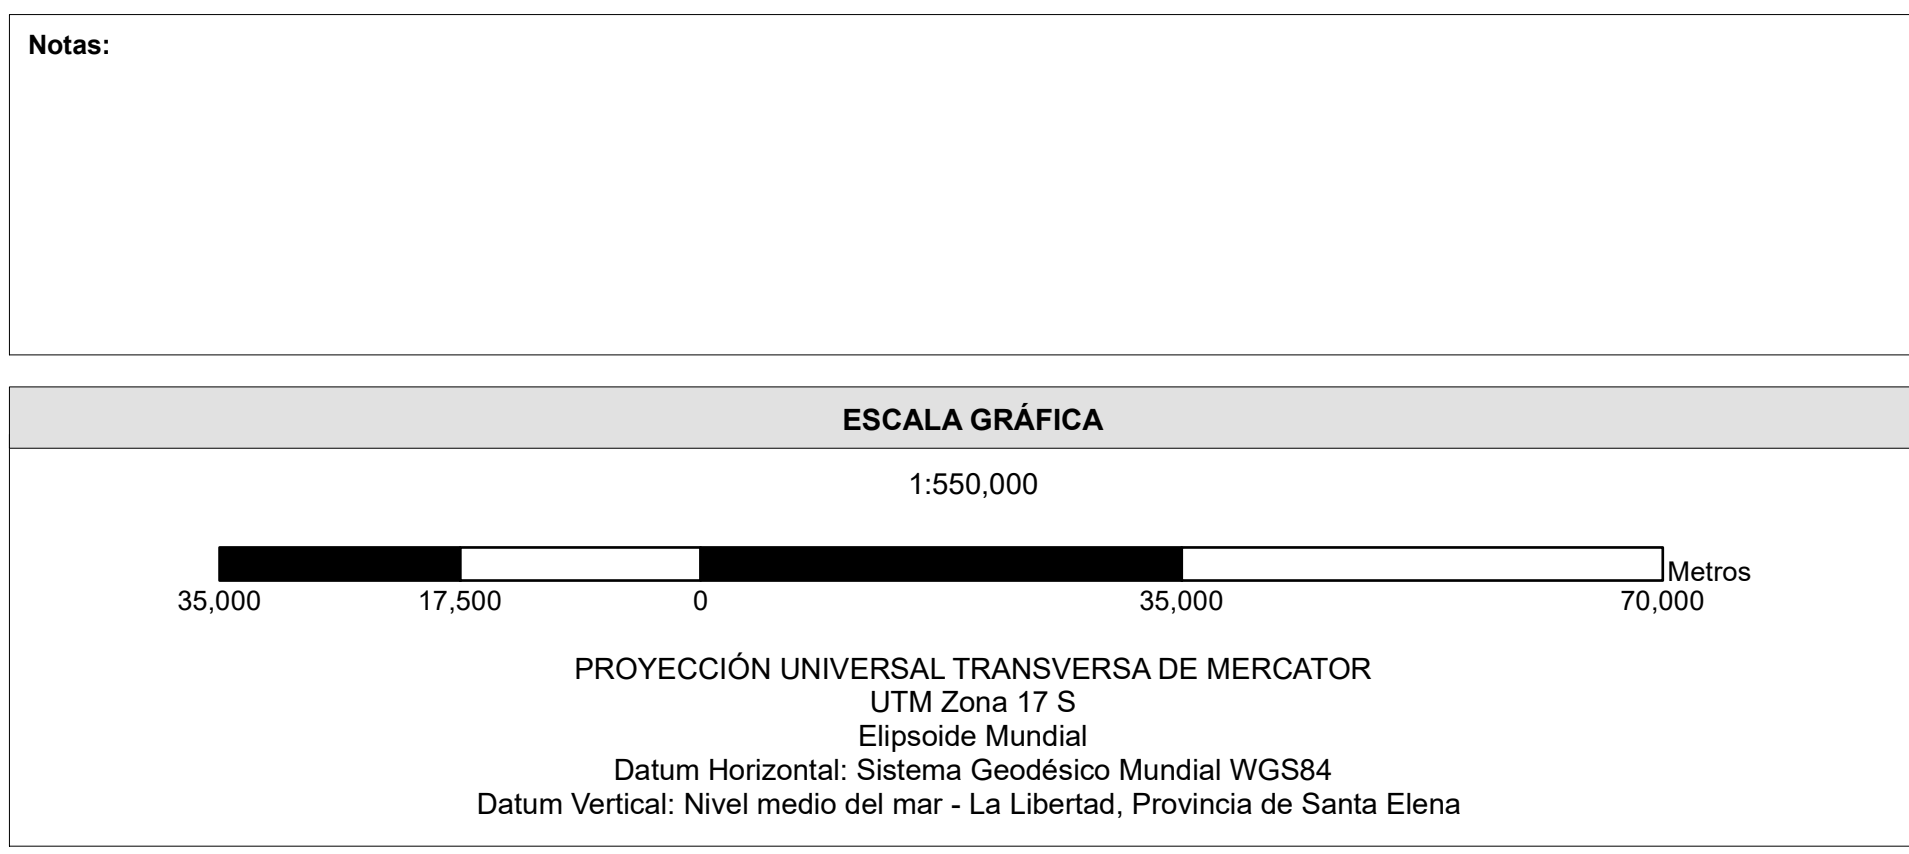 Notas:
ESCALA GRÁFICA
1:550,000
Metros
35,000 17,500 0 35,000 70,000
PROYECCIÓN UNIVERSAL TRANSVERSA DE MERCATOR
UTM Zona 17 S
Elipsoide Mundial
Datum Horizontal: Sistema Geodésico Mundial WGS84
Datum Vertical: Nivel medio del mar - La Libertad, Provincia de Santa Elena